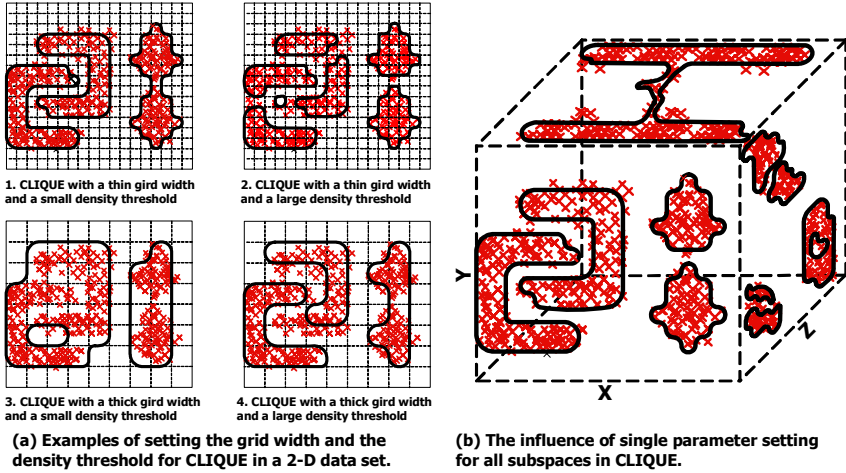 1. CLIQUE with a thin gird width
and a small density threshold
2. CLIQUE with a thin gird width
and a large density threshold
3. CLIQUE with a thick gird width
and a small density threshold
4. CLIQUE with a thick gird width
and a large density threshold
(a) Examples of setting the grid width and the
density threshold for CLIQUE in a 2-D data set.
Y
X
Z
(b) The influence of single parameter setting
for all subspaces in CLIQUE.